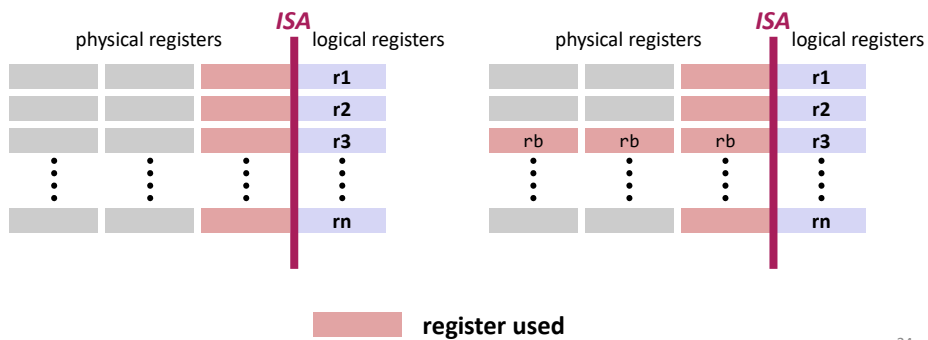 ISA ISA
physical registers logical registers physical registers logical registers
r1 r1
r2 r2
r3 rb rb rb r3
rn rn
register used